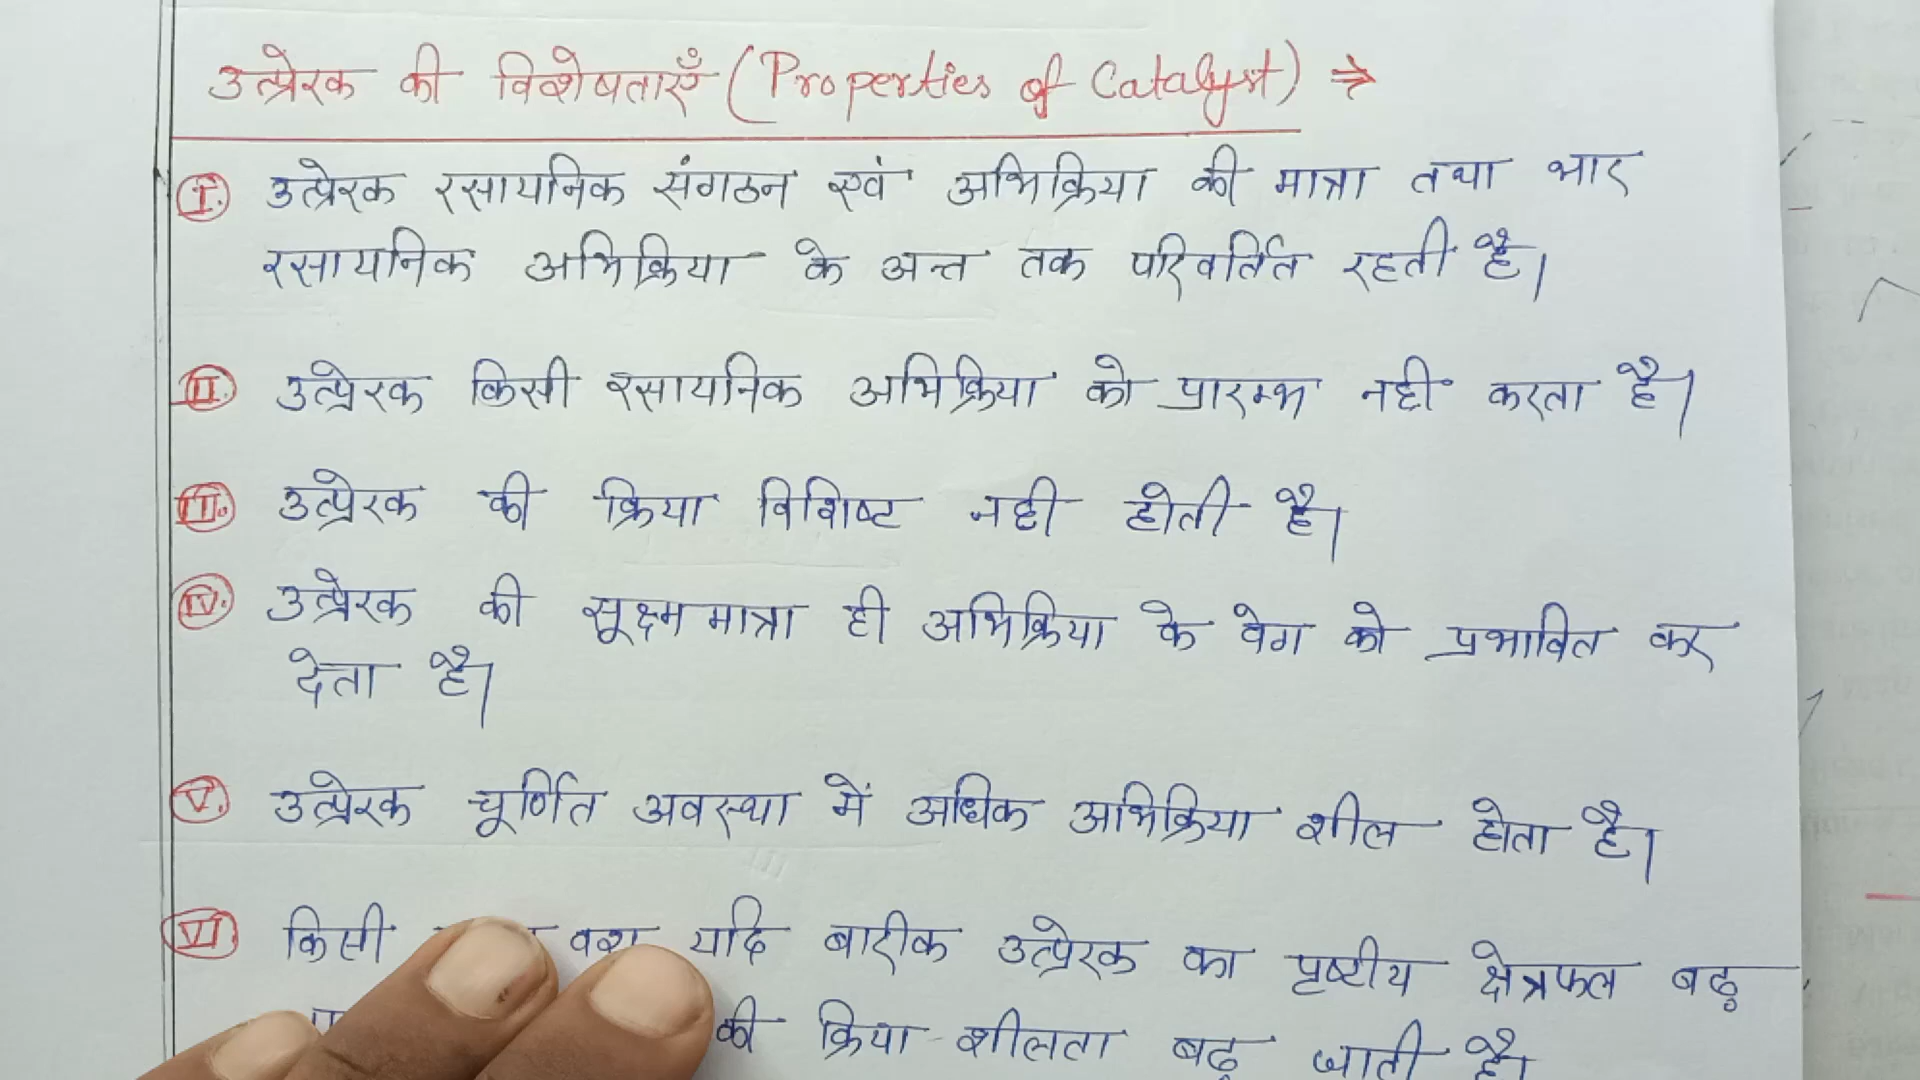 उत्प्रेरक की विशेषताएँ (Properties of Catalyst) ⇒
I. उत्प्रेरक रसायनिक संगठन एवं अभिक्रिया की मात्रा तथा भार
रसायनिक अभिक्रिया के अन्त तक परिवर्तित रहती है।
II. उत्प्रेरक किसी रसायनिक अभिक्रिया को प्रारम्भ नही करता है।
III. उत्प्रेरक की क्रिया विशिष्ट नही होती है।
IV. उत्प्रेरक की सूक्ष्म मात्रा ही अभिक्रिया के वेग को प्रभावित कर
देता है।
V. उत्प्रेरक चूर्णित अवस्था में अधिक अभिक्रिया शील होता है।
VI. किसी वश यदि बारीक उत्प्रेरक का पृष्टीय क्षेत्रफल बढ़
की क्रिया-शीलता बढ़ जाती है।